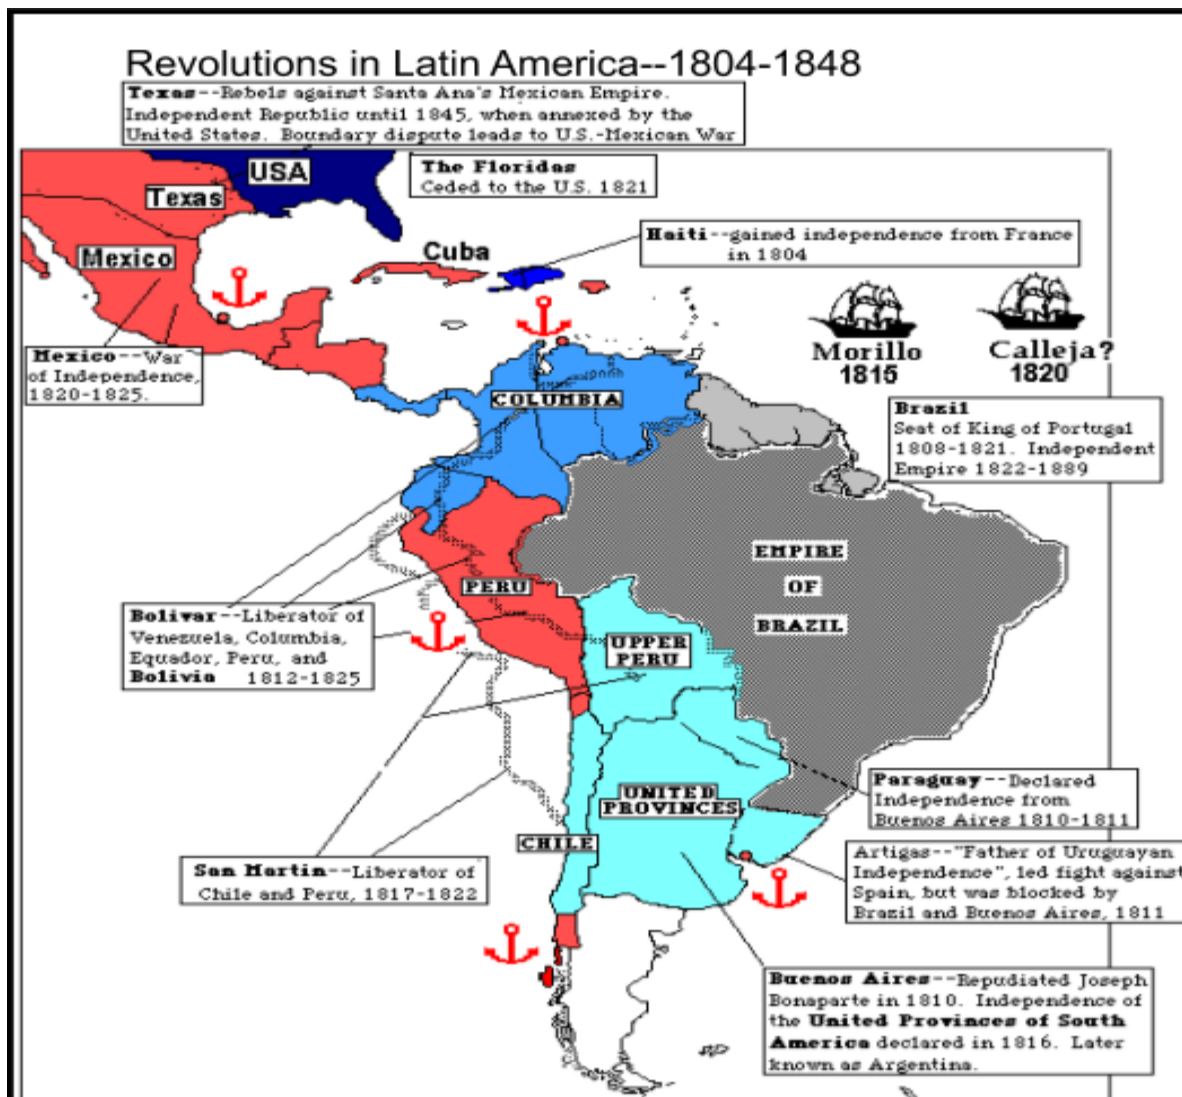 Revolutions in Latin America--1804-1848
Texas--Rebels against Santa Ana's Mexican Empire.
Independent Republic until 1845, when annexed by the
United States. Boundary dispute leads to U.S.-Mexican War
USA
The Floridas
Ceded to the U.S. 1821
Texas
Mexico
Cuba
Haiti--gained independence from France
in 1804
Morillo
1815
Calleja?
1820
Mexico--War
of Independence,
1820-1825.
COLUMBIA
Brazil
Seat of King of Portugal
1808-1821. Independent
Empire 1822-1889
EMPIRE
OF
BRAZIL
PERU
Bolivar--Liberator of
Venezuela, Columbia,
Equador, Peru, and
Bolivia 1812-1825
UPPER
PERU
UNITED
PROVINCES
CHILE
Paraguay--Declared
Independence from
Buenos Aires 1810-1811
San Martin--Liberator of
Chile and Peru, 1817-1822
Artigas--"Father of Uruguayan
Independence", led fight against
Spain, but was blocked by
Brazil and Buenos Aires, 1811
Buenos Aires--Repudiated Joseph
Bonaparte in 1810. Independence of
the United Provinces of South
America declared in 1816. Later
known as Argentina.